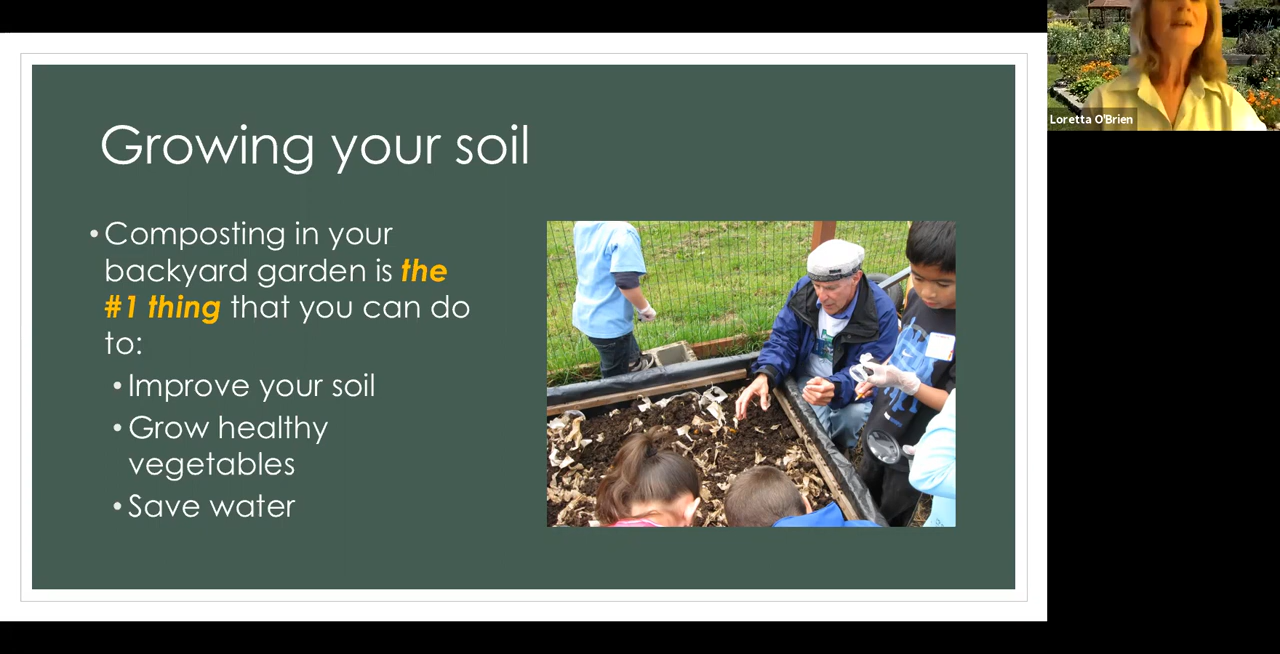 Growing your soil
• Composting in your
backyard garden is the
#1 thing that you can do
to:
• Improve your soil
• Grow healthy
vegetables
• Save water
Loretta O'Brien